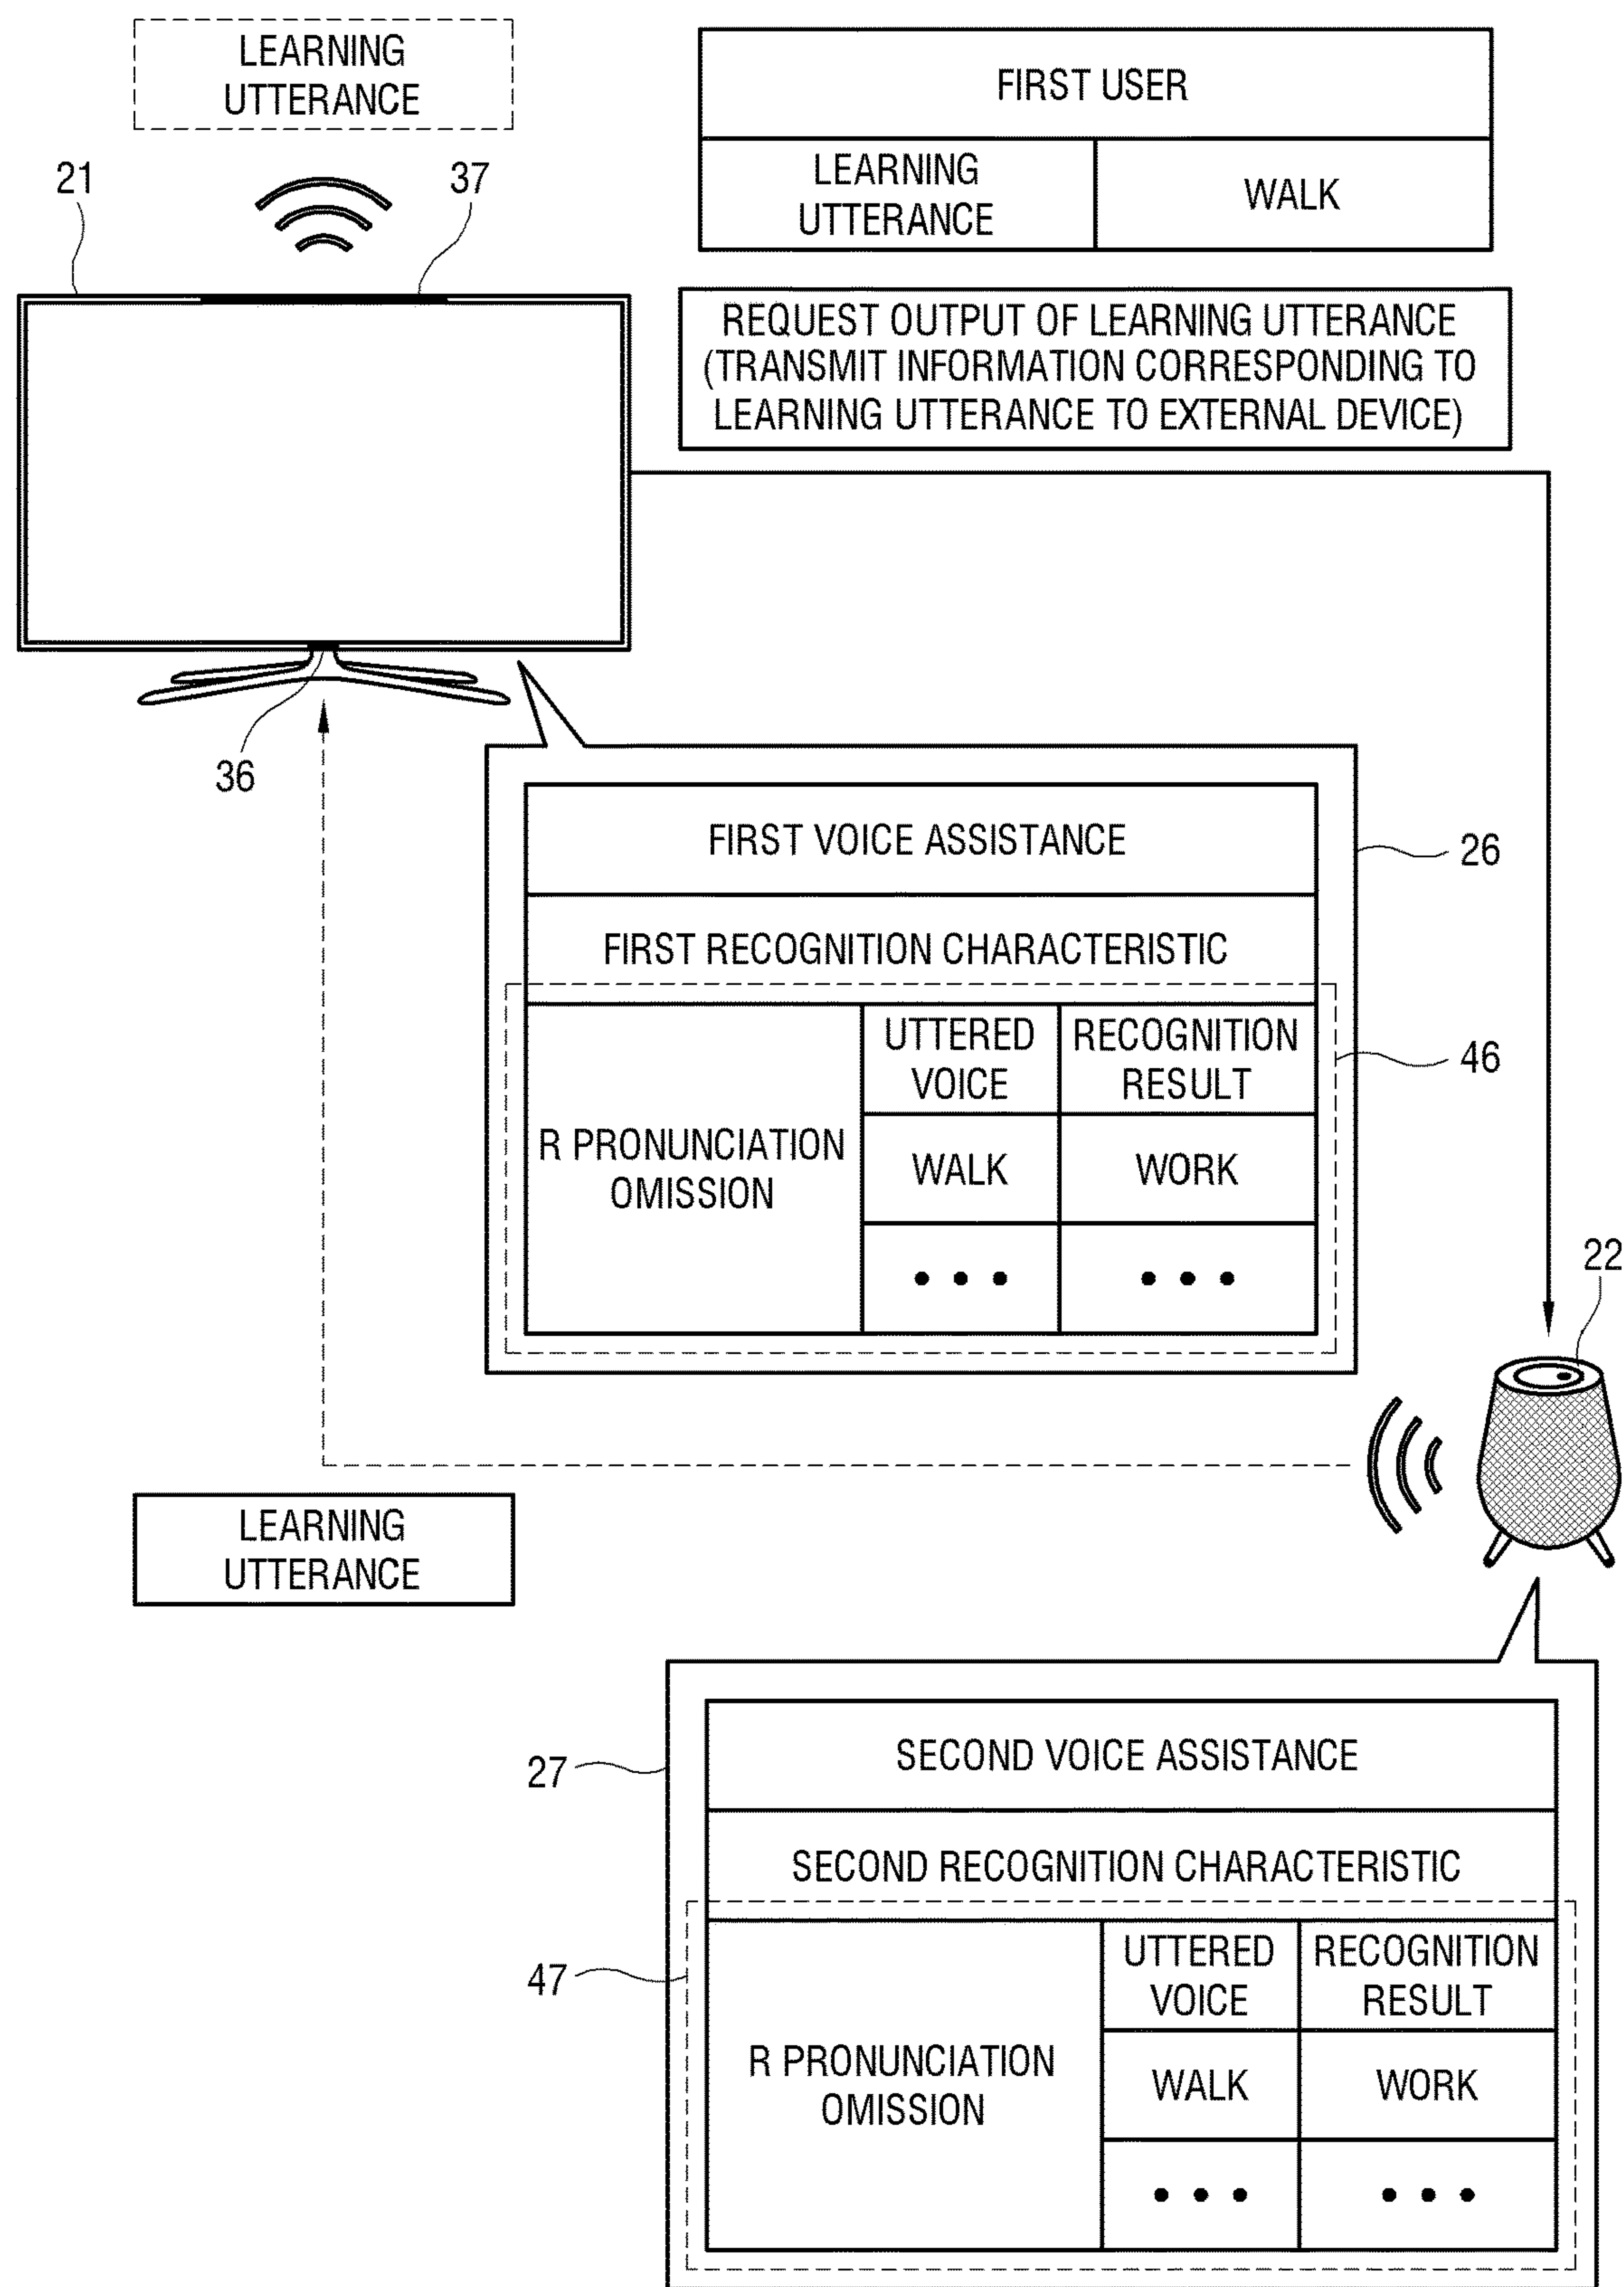 LEARNING
UTTERANCE
FIRST USER
LEARNING
UTTERANCE
WALK
21
37
REQUEST OUTPUT OF LEARNING UTTERANCE
(TRANSMIT INFORMATION CORRESPONDING TO
LEARNING UTTERANCE TO EXTERNAL DEVICE)
36
FIRST VOICE ASSISTANCE
26
FIRST RECOGNITION CHARACTERISTIC
R PRONUNCIATION
OMISSION
UTTERED
VOICE
RECOGNITION
RESULT
46
WALK
WORK
• • •
• • •
22
LEARNING
UTTERANCE
SECOND VOICE ASSISTANCE
27
SECOND RECOGNITION CHARACTERISTIC
47
R PRONUNCIATION
OMISSION
UTTERED
VOICE
RECOGNITION
RESULT
WALK
WORK
• • •
• • •